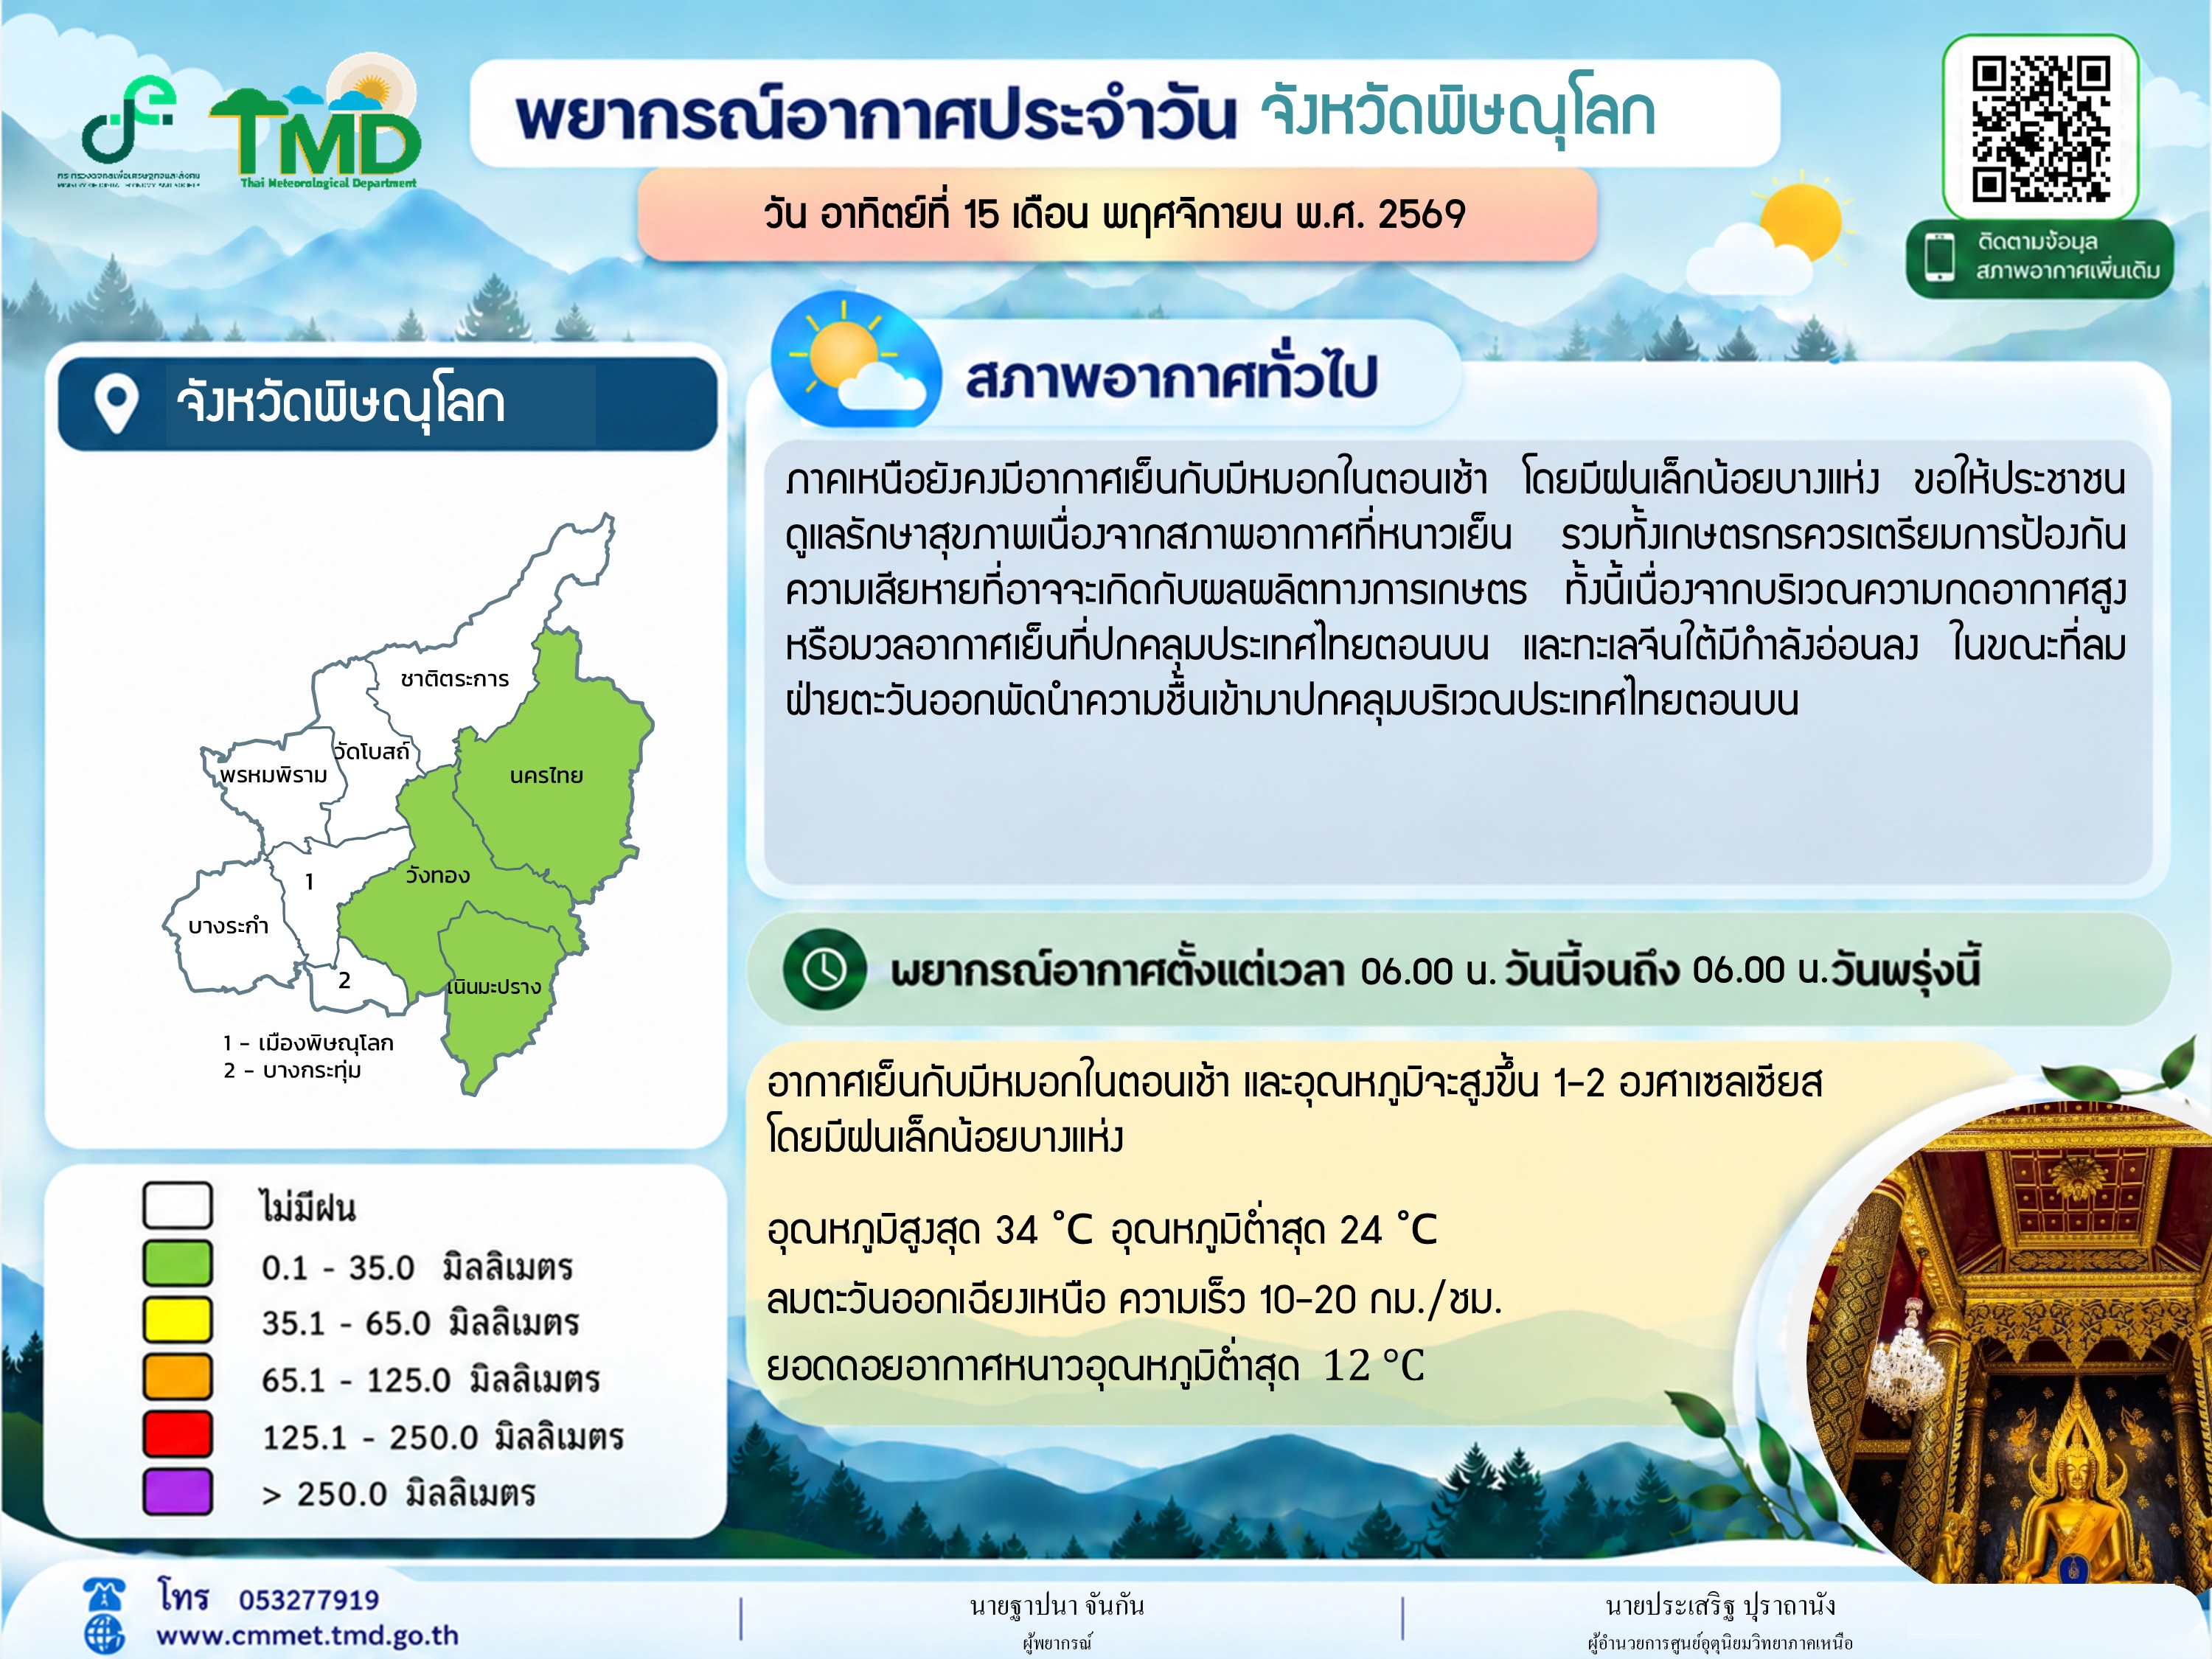 พยากรณ์อากาศประจำวัน จังหวัดพิษณุโลก
TMD
Thai Meteorological Department
วัน อาทิตย์ที่ 15 เดือน พฤศจิกายน พ.ศ. 2569
ติดตามข้อมูล
สภาพอากาศเพิ่มเติม
จังหวัดพิษณุโลก
ชาติตระการ
วัดโบสถ์
พรหมพิราม
นครไทย
วังทอง
1
บางระกำ
2
เนินมะปราง
1 - เมืองพิษณุโลก
2 - บางกระทุ่ม
ไม่มีฝน
0.1 - 35.0 มิลลิเมตร
35.1 - 65.0 มิลลิเมตร
65.1 - 125.0 มิลลิเมตร
125.1 - 250.0 มิลลิเมตร
> 250.0 มิลลิเมตร
สภาพอากาศทั่วไป
ภาคเหนือยังคงมีอากาศเย็นกับมีหมอกในตอนเช้า โดยมีฝนเล็กน้อยบางแห่ง ขอให้ประชาชน
ดูแลรักษาสุขภาพเนื่องจากสภาพอากาศที่หนาวเย็น รวมทั้งเกษตรกรควรเตรียมการป้องกัน
ความเสียหายที่อาจจะเกิดกับผลผลิตทางการเกษตร ทั้งนี้เนื่องจากบริเวณความกดอากาศสูง
หรือมวลอากาศเย็นที่ปกคลุมประเทศไทยตอนบน และทะเลจีนใต้มีกำลังอ่อนลง ในขณะที่ลม
ฝ่ายตะวันออกพัดนำความชื้นเข้ามาปกคลุมบริเวณประเทศไทยตอนบน
พยากรณ์อากาศตั้งแต่เวลา 06.00 น. วันนี้จนถึง 06.00 น. วันพรุ่งนี้
อากาศเย็นกับมีหมอกในตอนเช้า และอุณหภูมิจะสูงขึ้น 1-2 องศาเซลเซียส
โดยมีฝนเล็กน้อยบางแห่ง
อุณหภูมิสูงสุด 34 °C อุณหภูมิต่ำสุด 24 °C
ลมตะวันออกเฉียงเหนือ ความเร็ว 10-20 กม./ชม.
ยอดดอยอากาศหนาวอุณหภูมิต่ำสุด 12 °C
โทร 053277919
www.cmmet.tmd.go.th
นายฐาปนา จันกัน
ผู้พยากรณ์
นายประเสริฐ ปุราถานัง
ผู้อำนวยการศูนย์อุตุนิยมวิทยาภาคเหนือ